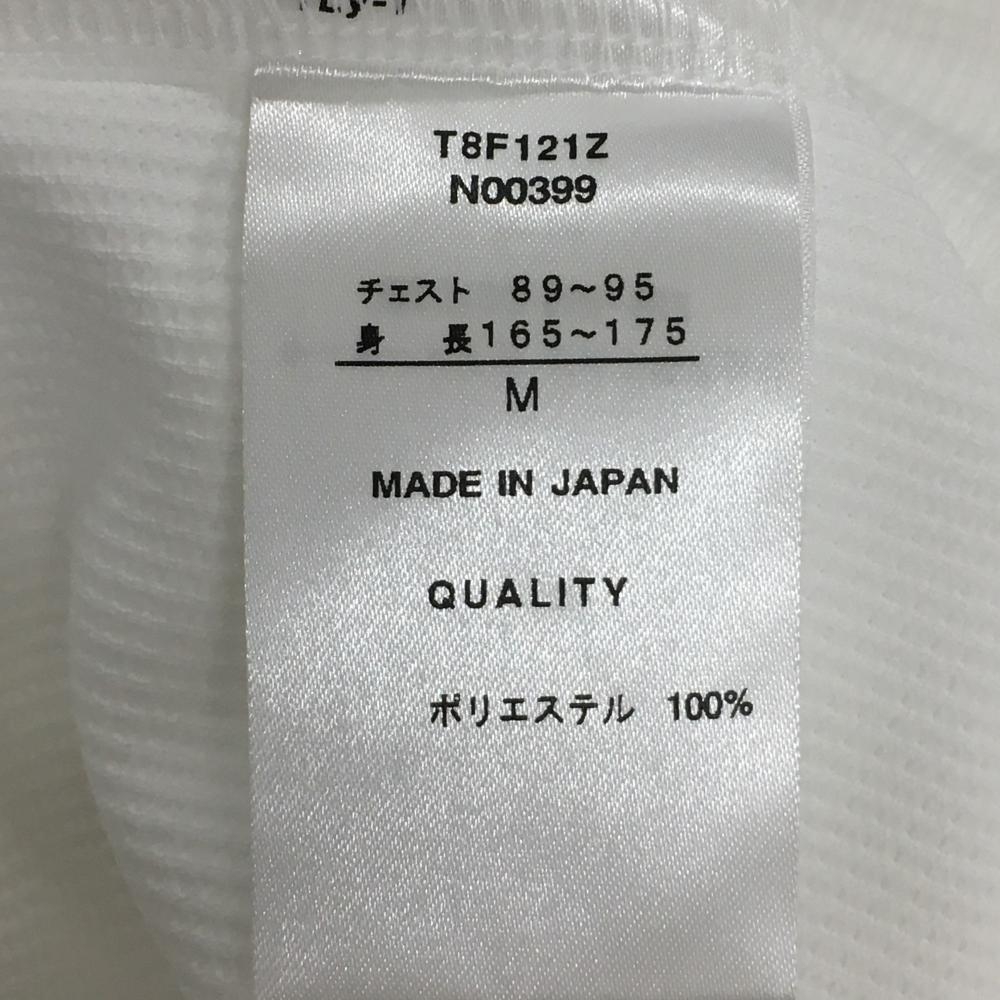 T8F121Z
N00399
チェスト 89~95
身 長165~175
M
MADE IN JAPAN
QUALITY
ポリエステル 100%